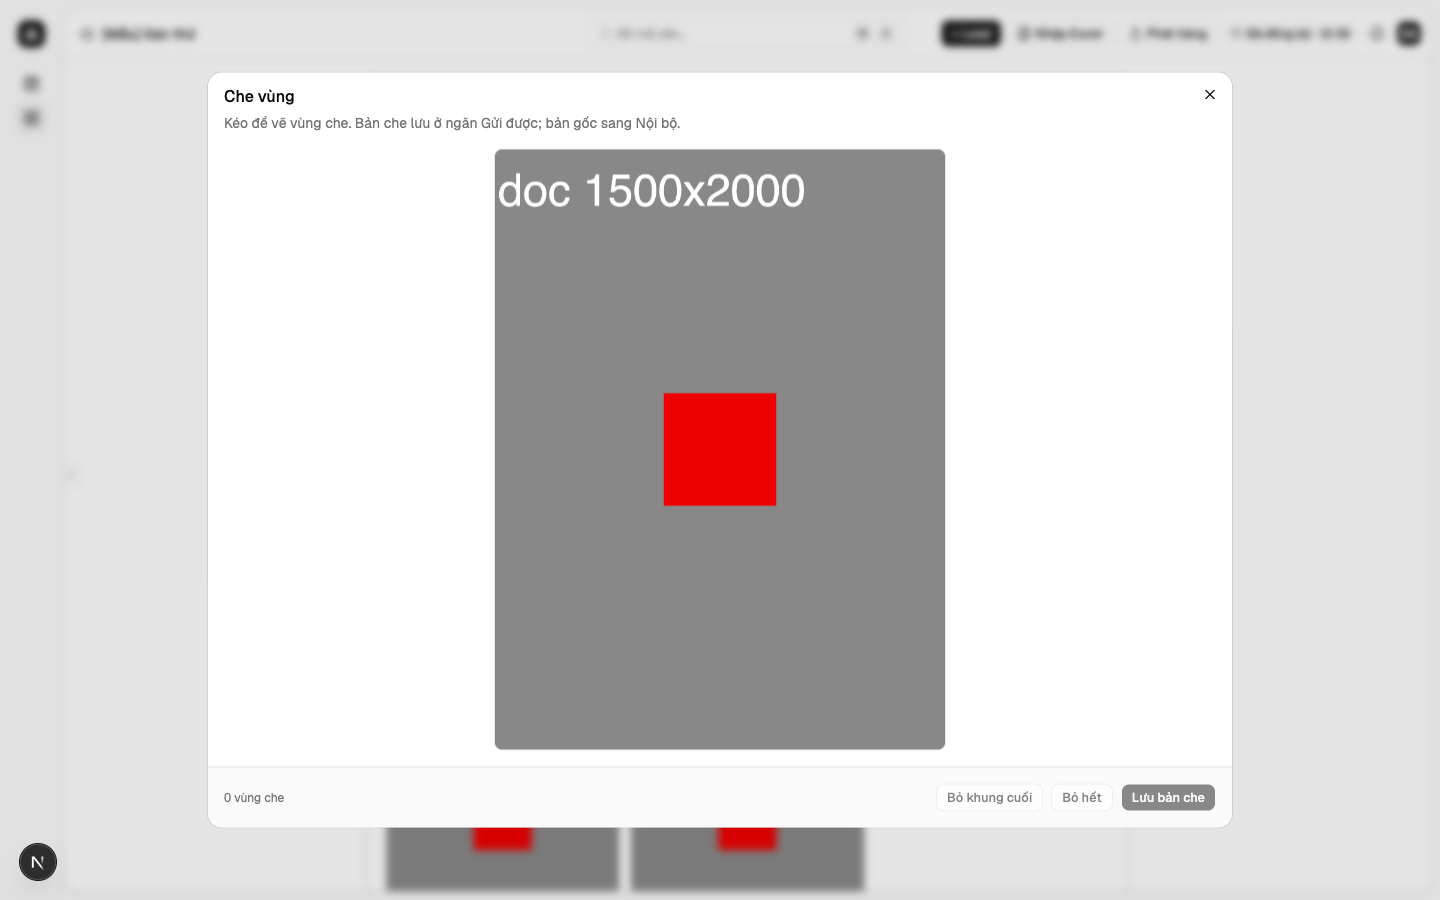 Che vùng
Kéo để vẽ vùng che. Bản che lưu ở ngăn Gửi được; bản gốc sang Nội bộ.
doc 1500x2000
0 vùng che
Bỏ khung cuối
Bỏ hết
Lưu bản che
N